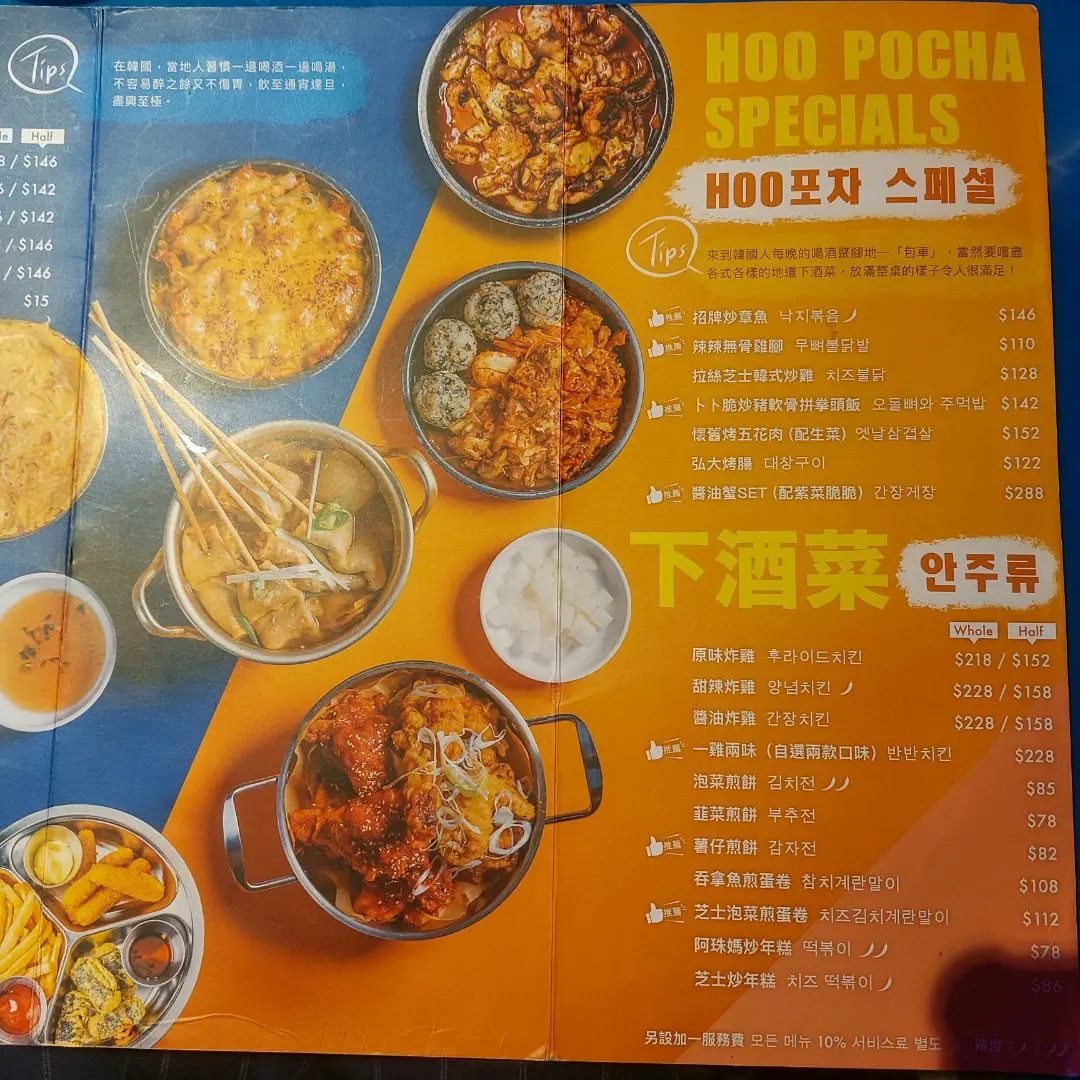 Tips
在韓國，當地人習慣一邊喝酒一邊喝湯，
不容易醉之餘又不傷胃，飲至通宵達旦，
盡興至極。
Half
/ $146
/ $142
/ $142
/ $146
/ $146
$15
HOO POCHA
SPECIALS
HOO포차 스페셜
Tips
來到韓國人每晚的喝酒聚腳地—「包車」，當然要嚐盡
各式各樣的地道下酒菜，放滿整桌的樣子令人很滿足！
推薦 招牌炒章魚 낙지볶음 $146
推薦 辣辣無骨雞腳 무뼈불닭발 $110
拉絲芝士韓式炒雞 치즈불닭 $128
推薦 卜卜脆炒豬軟骨拼拳頭飯 오돌뼈와 주먹밥 $142
懷舊烤五花肉 (配生菜) 옛날삼겹살 $152
弘大烤腸 대창구이 $122
推薦 醬油蟹SET (配紫菜脆脆) 간장게장 $288
下酒菜 안주류
Whole Half
原味炸雞 후라이드치킨 $218 / $152
甜辣炸雞 양념치킨 $228 / $158
醬油炸雞 간장치킨 $228 / $158
推薦 一雞兩味 (自選兩款口味) 반반치킨 $228
泡菜煎餅 김치전 $85
韮菜煎餅 부추전 $78
推薦 薯仔煎餅 감자전 $82
吞拿魚煎蛋卷 참치계란말이 $108
推薦 芝士泡菜煎蛋卷 치즈김치계란말이 $112
阿珠媽炒年糕 떡볶이 $78
芝士炒年糕 치즈 떡볶이 $86
另設加一服務費 모든 메뉴 10% 서비스료 별도